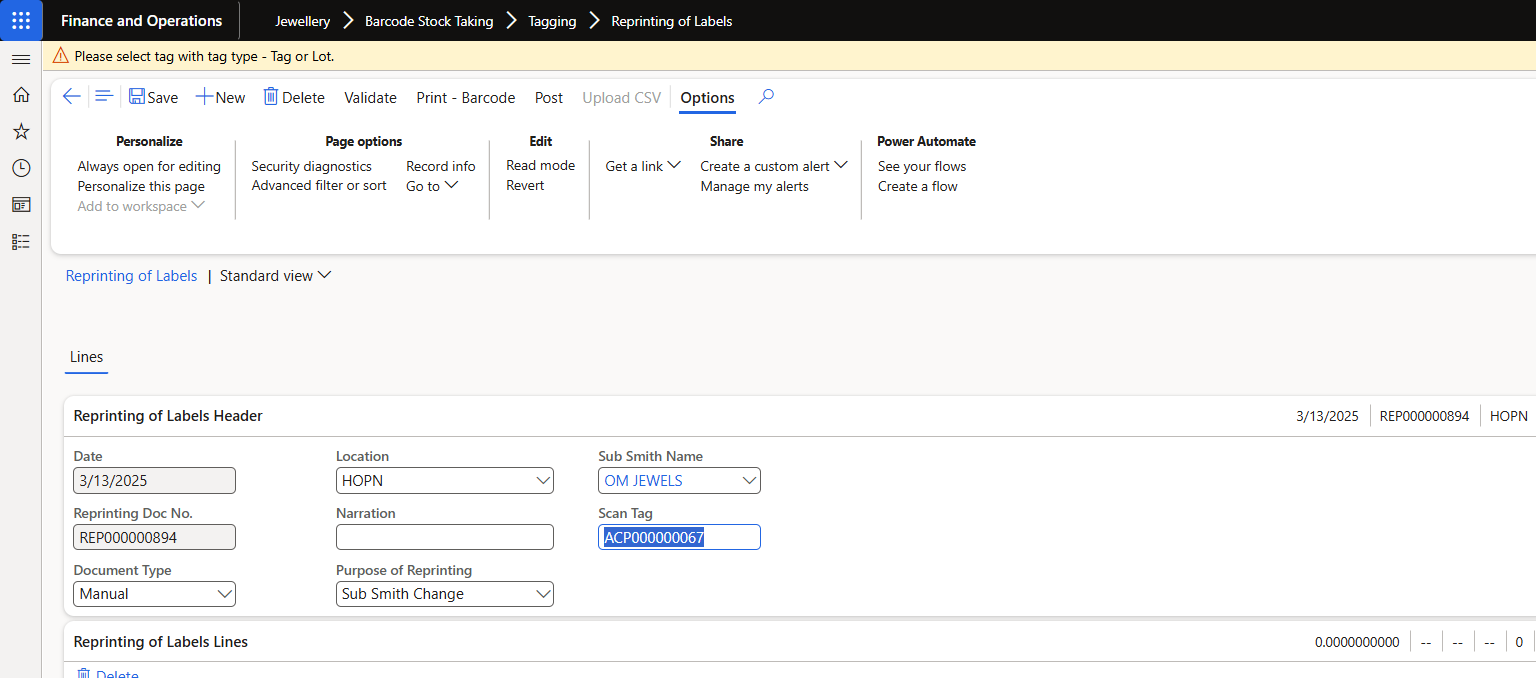 Finance and Operations
Jewellery
Barcode Stock Taking
Tagging
Reprinting of Labels
Please select tag with tag type - Tag or Lot.
Save
New
Delete
Validate
Print - Barcode
Post
Upload CSV
Options
Personalize
Always open for editing
Personalize this page
Add to workspace
Page options
Security diagnostics
Advanced filter or sort
Record info
Go to
Edit
Read mode
Revert
Share
Get a link
Create a custom alert
Manage my alerts
Power Automate
See your flows
Create a flow
Reprinting of Labels | Standard view
Lines
Reprinting of Labels Header
3/13/2025
REP000000894
HOPN
Date
3/13/2025
Reprinting Doc No.
REP000000894
Document Type
Manual
Location
HOPN
Narration
Purpose of Reprinting
Sub Smith Change
Sub Smith Name
OM JEWELS
Scan Tag
ACP000000067
Reprinting of Labels Lines
0.0000000000
--
--
--
0
Delete